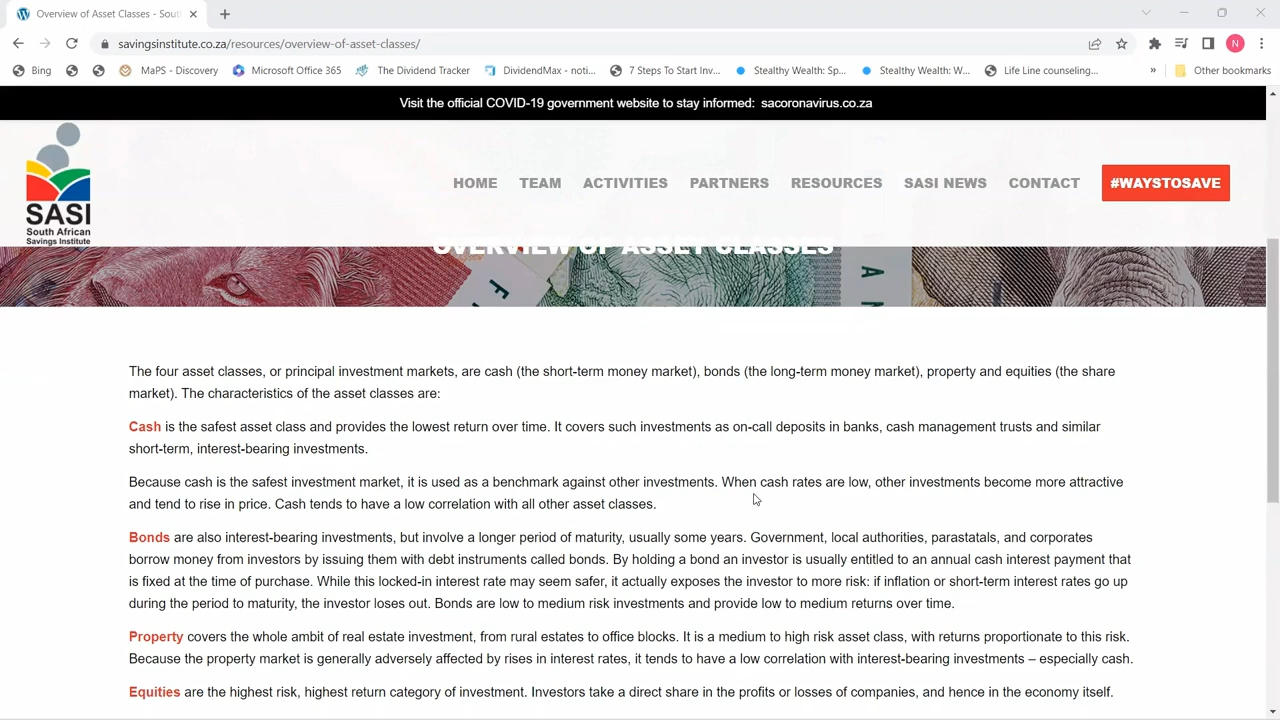 Overview of Asset Classes - Sout
savingsinstitute.co.za/resources/overview-of-asset-classes/
N
Bing
MaPS - Discovery
Microsoft Office 365
The Dividend Tracker
DividendMax - noti...
7 Steps To Start Inv...
Stealthy Wealth: Sp...
Stealthy Wealth: W...
Life Line counseling...
»
Other bookmarks
Visit the official COVID-19 government website to stay informed: sacoronavirus.co.za
SASI
South African
Savings Institute
HOME TEAM ACTIVITIES PARTNERS RESOURCES SASI NEWS CONTACT #WAYSTOSAVE
OVERVIEW OF ASSET CLASSES
The four asset classes, or principal investment markets, are cash (the short-term money market), bonds (the long-term money market), property and equities (the share
market). The characteristics of the asset classes are:
Cash is the safest asset class and provides the lowest return over time. It covers such investments as on-call deposits in banks, cash management trusts and similar
short-term, interest-bearing investments.
Because cash is the safest investment market, it is used as a benchmark against other investments. When cash rates are low, other investments become more attractive
and tend to rise in price. Cash tends to have a low correlation with all other asset classes.
Bonds are also interest-bearing investments, but involve a longer period of maturity, usually some years. Government, local authorities, parastatals, and corporates
borrow money from investors by issuing them with debt instruments called bonds. By holding a bond an investor is usually entitled to an annual cash interest payment that
is fixed at the time of purchase. While this locked-in interest rate may seem safer, it actually exposes the investor to more risk: if inflation or short-term interest rates go up
during the period to maturity, the investor loses out. Bonds are low to medium risk investments and provide low to medium returns over time.
Property covers the whole ambit of real estate investment, from rural estates to office blocks. It is a medium to high risk asset class, with returns proportionate to this risk.
Because the property market is generally adversely affected by rises in interest rates, it tends to have a low correlation with interest-bearing investments – especially cash.
Equities are the highest risk, highest return category of investment. Investors take a direct share in the profits or losses of companies, and hence in the economy itself.